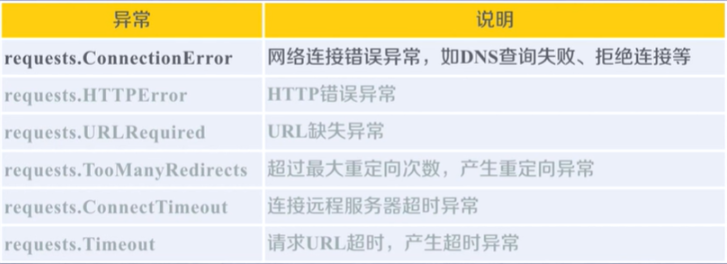 异常 说明
requests.ConnectionError 网络连接错误异常，如DNS查询失败、拒绝连接等
requests.HTTPError HTTP错误异常
requests.URLRequired URL缺失异常
requests.TooManyRedirects 超过最大重定向次数，产生重定向异常
requests.ConnectTimeout 连接远程服务器超时异常
requests.Timeout 请求URL超时，产生超时异常